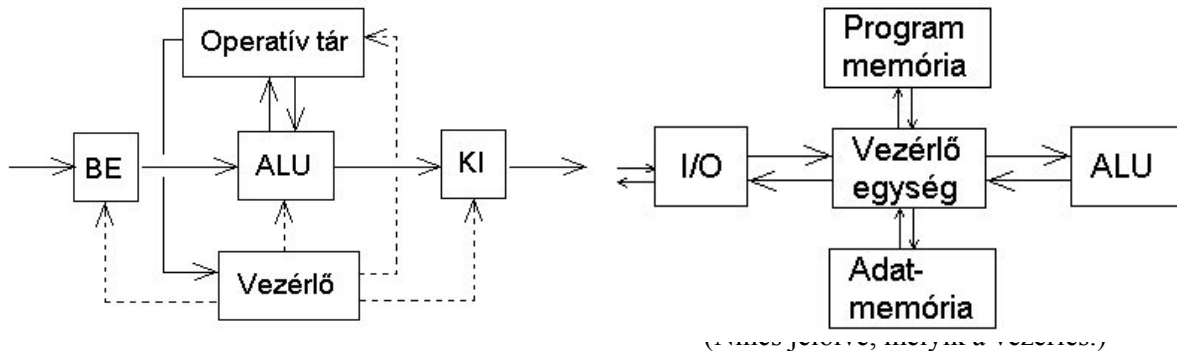 Operatív tár
BE
ALU
KI
Vezérlő
Program
memória
I/O
Vezérlő
egység
ALU
Adat-
memória